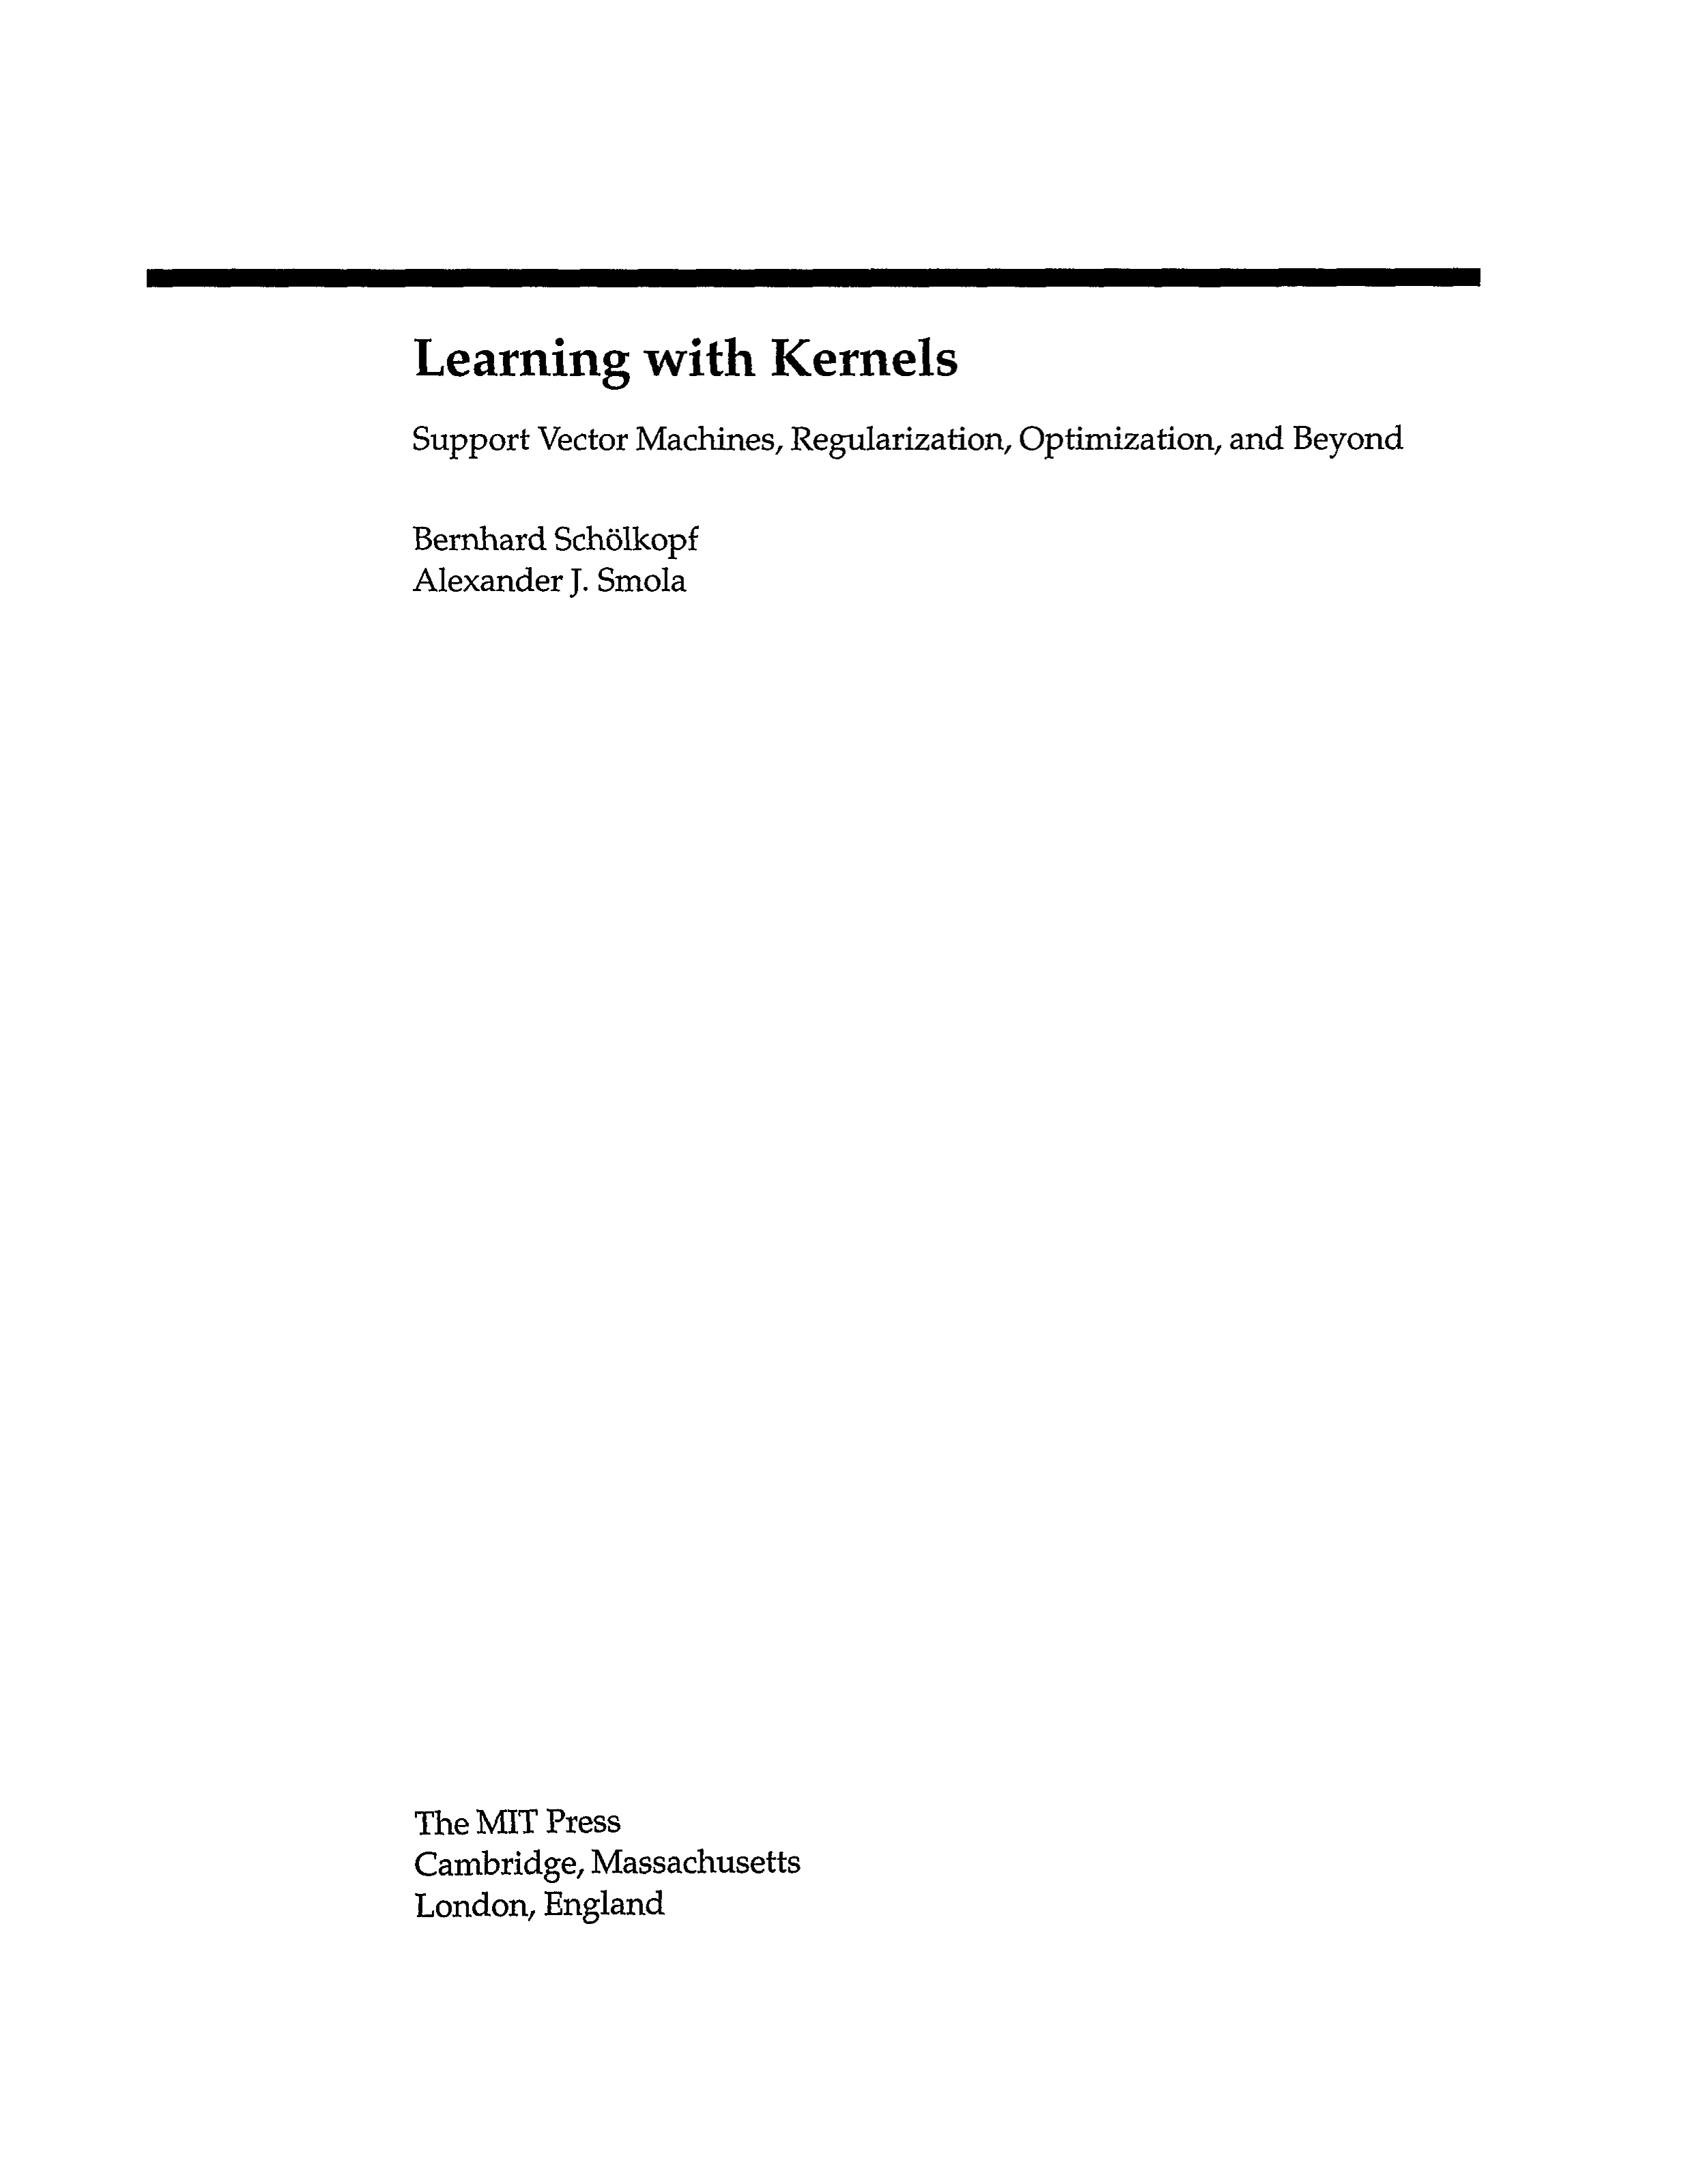 Learning with Kernels
Support Vector Machines, Regularization, Optimization, and Beyond
Bernhard Schölkopf
Alexander J. Smola
The MIT Press
Cambridge, Massachusetts
London, England